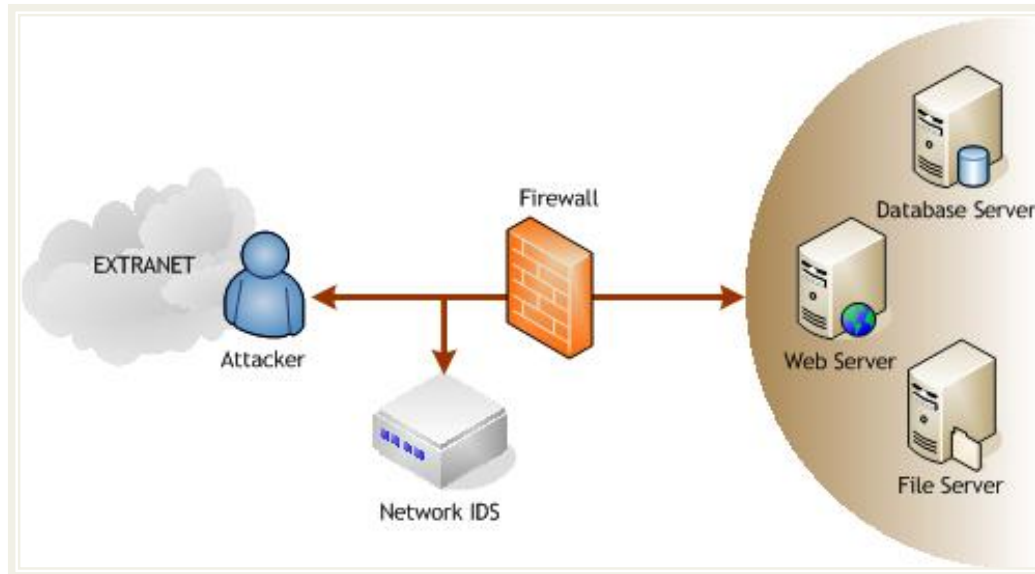 EXTRANET
Attacker
Firewall
Network IDS
Database Server
Web Server
File Server